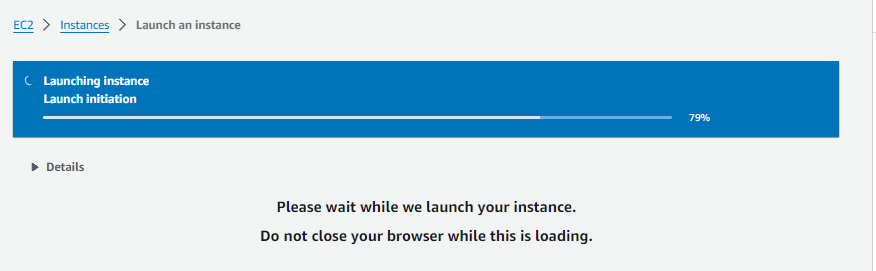 EC2 > Instances > Launch an instance
Launching instance
Launch initiation
79%
Details
Please wait while we launch your instance.
Do not close your browser while this is loading.